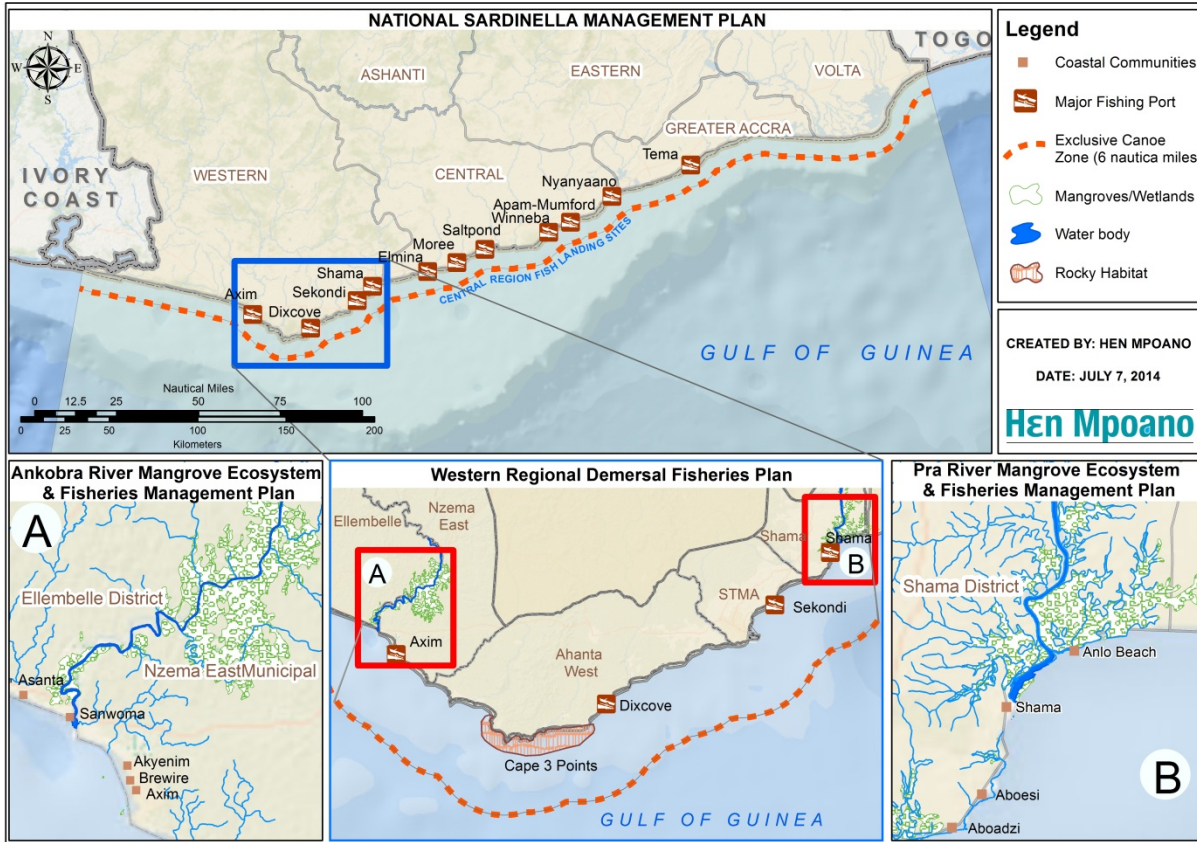 NATIONAL SARDINELLA MANAGEMENT PLAN
N
W
E
S
TOGO
ASHANTI
EASTERN
VOLTA
GREATER ACCRA
IVORY
COAST
WESTERN
CENTRAL
Tema
Nyanyaano
Apam-Mumford
Winneba
Saltpond
Moree
Elmina
Shama
Sekondi
Axim
Dixcove
CENTRAL REGION FISH LANDING SITES
GULF OF GUINEA
Nautical Miles
0 12.5 25 50 75 100
0 25 50 100 150 200
Kilometers
Legend
Coastal Communities
Major Fishing Port
Exclusive Canoe
Zone (6 nautica miles)
Mangroves/Wetlands
Water body
Rocky Habitat
CREATED BY: HEN MPOANO
DATE: JULY 7, 2014
Hɛn Mpoano
Ankobra River Mangrove Ecosystem
& Fisheries Management Plan
A
Ellembelle District
Nzema EastMunicipal
Asanta
Sanwoma
Akyenim
Brewire
Axim
Western Regional Demersal Fisheries Plan
Ellembelle
Nzema
East
A
Axim
Shama
Shama
B
STMA
Sekondi
Ahanta
West
Dixcove
Cape 3 Points
GULF OF GUINEA
Pra River Mangrove Ecosystem
& Fisheries Management Plan
Shama District
Anlo Beach
Shama
Aboesi
Aboadzi
B